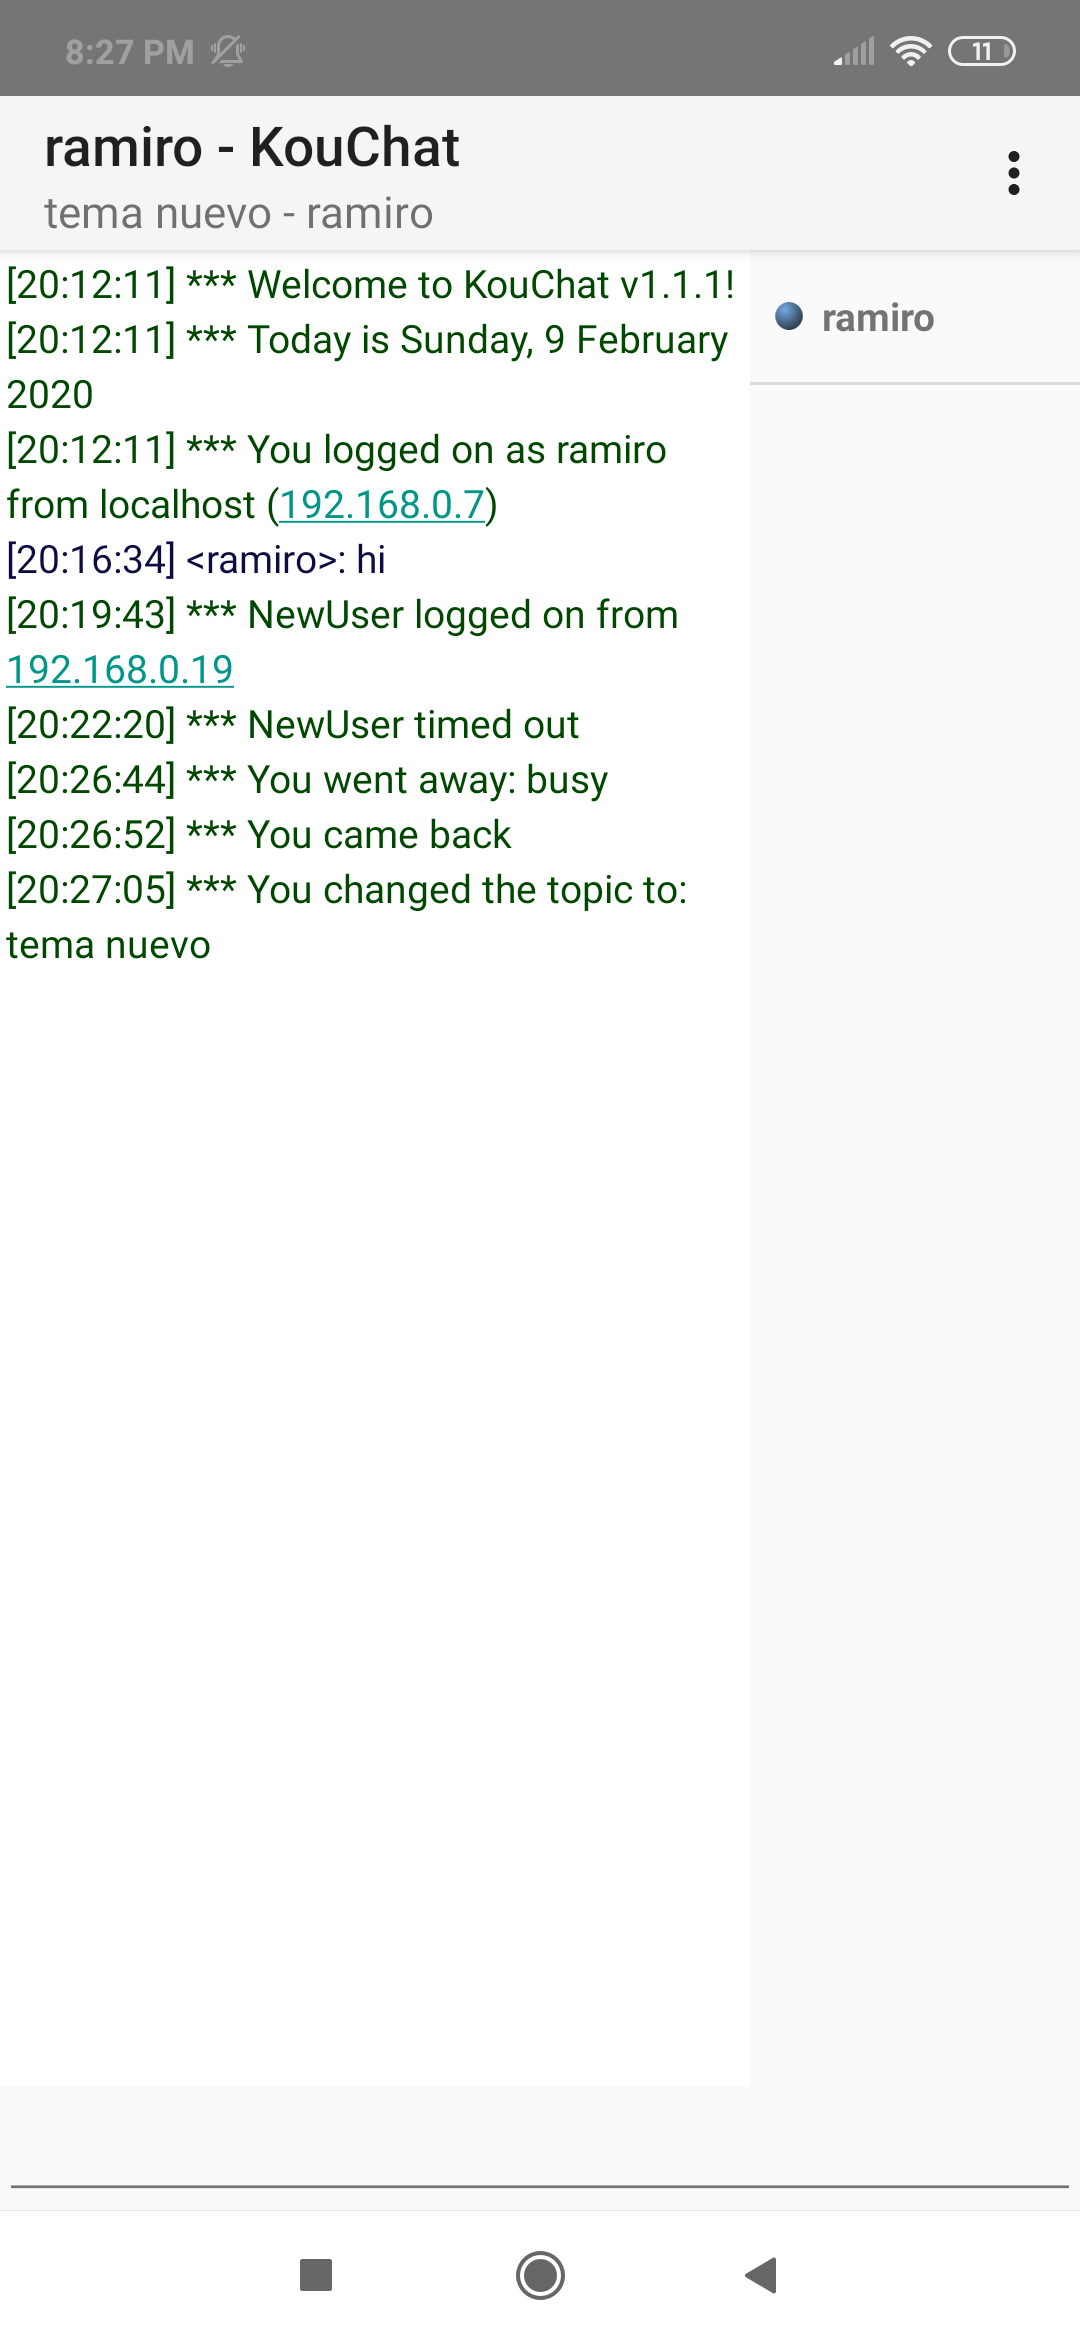 8:27 PM
11
ramiro - KouChat
tema nuevo - ramiro
[20:12:11] *** Welcome to KouChat v1.1.1!
[20:12:11] *** Today is Sunday, 9 February
2020
[20:12:11] *** You logged on as ramiro
from localhost (192.168.0.7)
[20:16:34] <ramiro>: hi
[20:19:43] *** NewUser logged on from
192.168.0.19
[20:22:20] *** NewUser timed out
[20:26:44] *** You went away: busy
[20:26:52] *** You came back
[20:27:05] *** You changed the topic to:
tema nuevo
ramiro